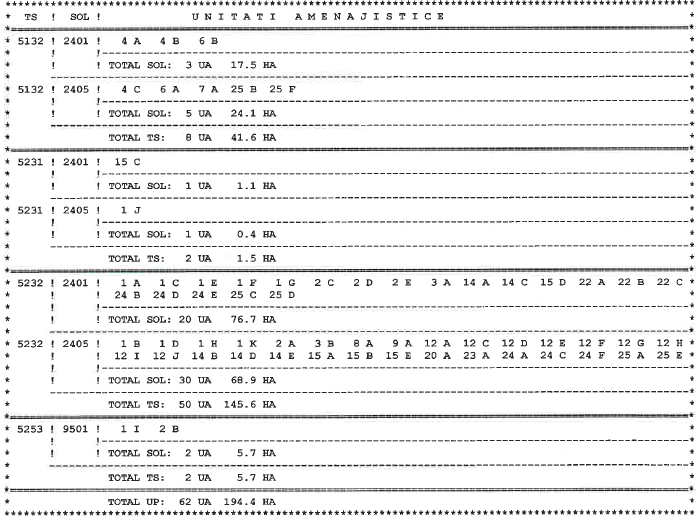 TS ! SOL ! U N I T A T I A M E N A J I S T I C E
5132 ! 2401 ! 4 A 4 B 6 B
TOTAL SOL: 3 UA 17.5 HA
5132 ! 2405 ! 4 C 6 A 7 A 25 B 25 F
TOTAL SOL: 5 UA 24.1 HA
TOTAL TS: 8 UA 41.6 HA
5231 ! 2401 ! 15 C
TOTAL SOL: 1 UA 1.1 HA
5231 ! 2405 ! 1 J
TOTAL SOL: 1 UA 0.4 HA
TOTAL TS: 2 UA 1.5 HA
5232 ! 2401 ! 1 A 1 C 1 E 1 F 1 G 2 C 2 D 2 E 3 A 14 A 14 C 15 D 22 A 22 B 22 C
24 B 24 D 24 E 25 C 25 D
TOTAL SOL: 20 UA 76.7 HA
5232 ! 2405 ! 1 B 1 D 1 H 1 K 2 A 3 B 8 A 9 A 12 A 12 C 12 D 12 E 12 F 12 G 12 H
12 I 12 J 14 B 14 D 14 E 15 A 15 B 15 E 20 A 23 A 24 A 24 C 24 F 25 A 25 E
TOTAL SOL: 30 UA 68.9 HA
TOTAL TS: 50 UA 145.6 HA
5253 ! 9501 ! 1 I 2 B
TOTAL SOL: 2 UA 5.7 HA
TOTAL TS: 2 UA 5.7 HA
TOTAL UP: 62 UA 194.4 HA